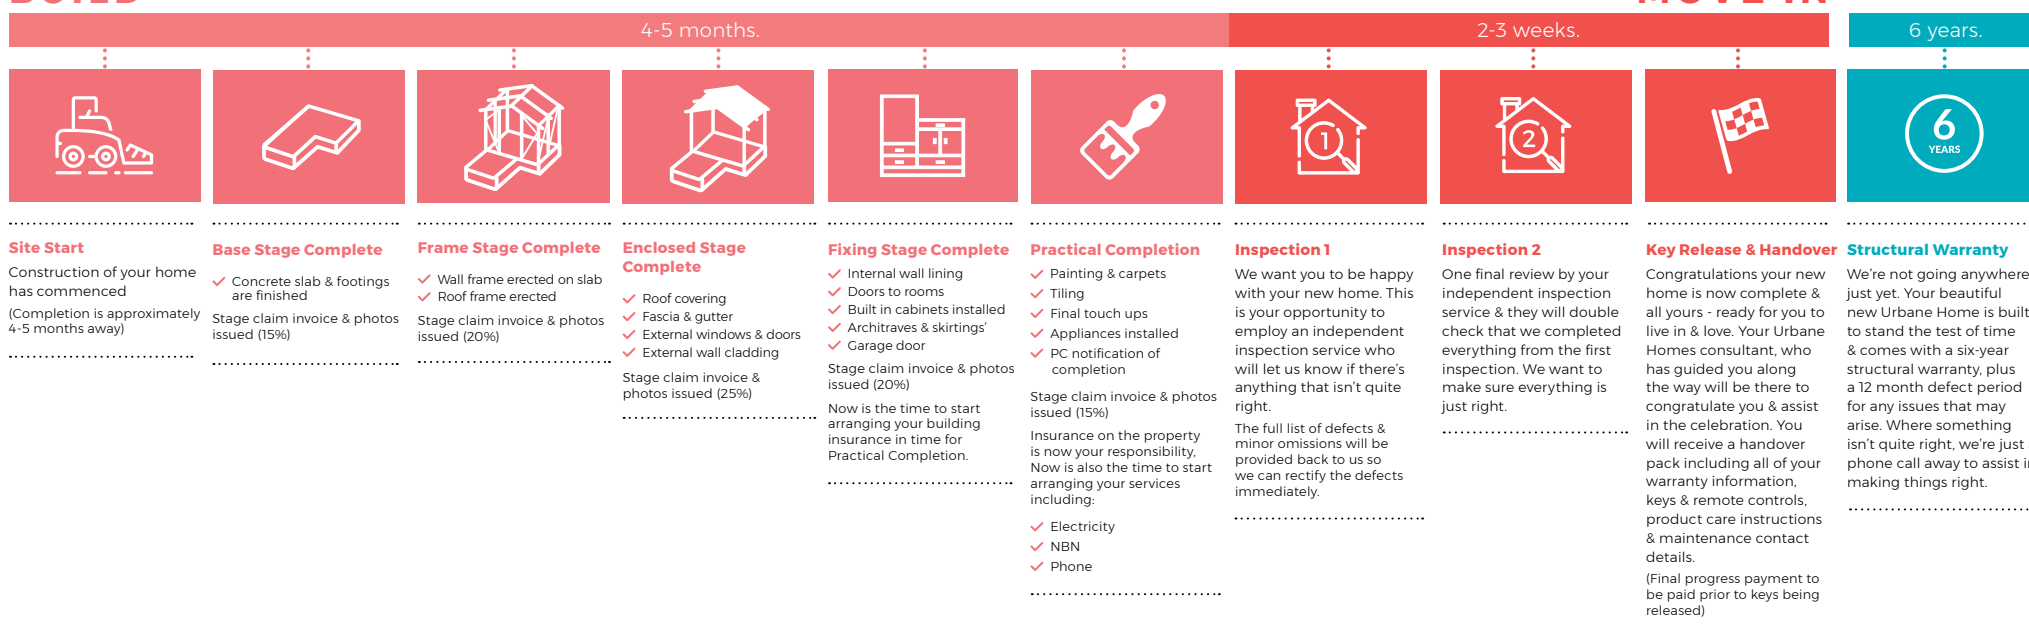 BUILD
MOVE IN
4-5 months.
2-3 weeks.
6 years.
1
2
6
YEARS
Site Start
Construction of your home
has commenced
(Completion is approximately
4-5 months away)
Base Stage Complete
Concrete slab & footings
are finished
Stage claim invoice & photos
issued (15%)
Frame Stage Complete
Wall frame erected on slab
Roof frame erected
Stage claim invoice & photos
issued (20%)
Enclosed Stage
Complete
Roof covering
Fascia & gutter
External windows & doors
External wall cladding
Stage claim invoice &
photos issued (25%)
Fixing Stage Complete
Internal wall lining
Doors to rooms
Built in cabinets installed
Architraves & skirtings'
Garage door
Stage claim invoice & photos
issued (20%)
Now is the time to start
arranging your building
insurance in time for
Practical Completion.
Practical Completion
Painting & carpets
Tiling
Final touch ups
Appliances installed
PC notification of
completion
Stage claim invoice & photos
issued (15%)
Insurance on the property
is now your responsibility,
Now is also the time to start
arranging your services
including:
Electricity
NBN
Phone
Inspection 1
We want you to be happy
with your new home. This
is your opportunity to
employ an independent
inspection service who
will let us know if there's
anything that isn't quite
right.
The full list of defects &
minor omissions will be
provided back to us so
we can rectify the defects
immediately.
Inspection 2
One final review by your
independent inspection
service & they will double
check that we completed
everything from the first
inspection. We want to
make sure everything is
just right.
Key Release & Handover
Congratulations your new
home is now complete &
all yours - ready for you to
live in & love. Your Urbane
Homes consultant, who
has guided you along
the way will be there to
congratulate you & assist
in the celebration. You
will receive a handover
pack including all of your
warranty information,
keys & remote controls,
product care instructions
& maintenance contact
details.
(Final progress payment to
be paid prior to keys being
released)
Structural Warranty
We're not going anywhere
just yet. Your beautiful
new Urbane Home is built
to stand the test of time
& comes with a six-year
structural warranty, plus
a 12 month defect period
for any issues that may
arise. Where something
isn't quite right, we're just
phone call away to assist
making things right.